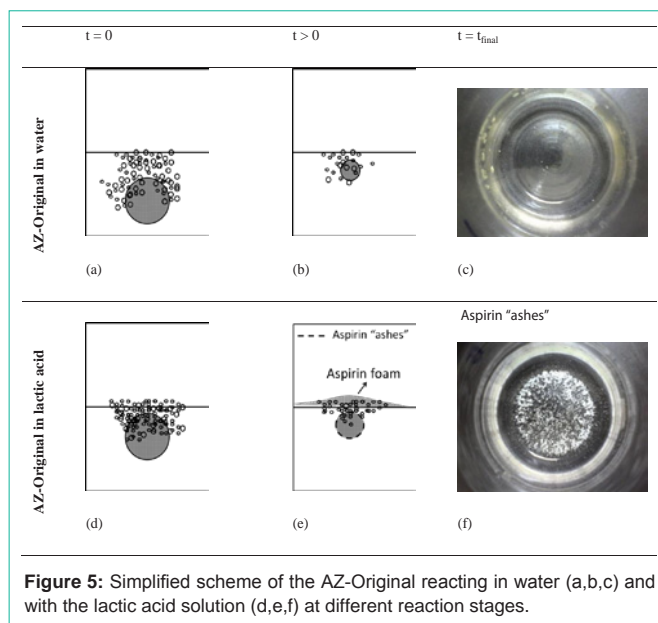 t = 0 t > 0 t = tfinal
AZ-Original in water
(a) (b) (c)
Aspirin "ashes"
AZ-Original in lactic acid
Aspirin "ashes"
Aspirin foam
(d) (e) (f)
Figure 5: Simplified scheme of the AZ-Original reacting in water (a,b,c) and
with the lactic acid solution (d,e,f) at different reaction stages.